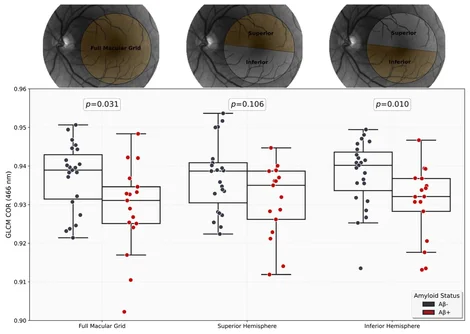 Full Macular Grid
Superior
Inferior
Superior
Inferior
p=0.031
p=0.106
p=0.010
GLCM COR (466 nm)
0.96
0.95
0.94
0.93
0.92
0.91
0.90
Full Macular Grid
Superior Hemisphere
Inferior Hemisphere
Amyloid Status
Aβ-
Aβ+